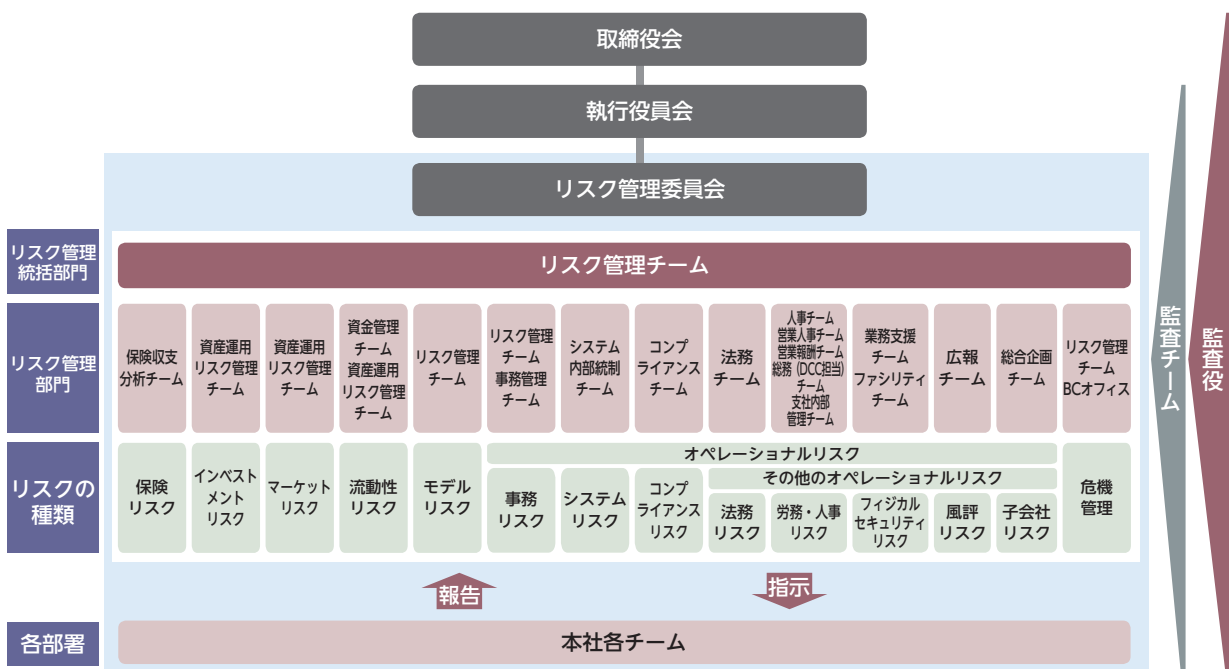 取締役会
執行役員会
リスク管理委員会
リスク管理
統括部門
リスク管理チーム
リスク管理
部門
保険収支
分析チーム
資産運用
リスク管理
チーム
資産運用
リスク管理
チーム
資金管理
チーム
資産運用
リスク管理
チーム
リスク管理
チーム
リスク管理
チーム
事務管理
チーム
システム
内部統制
チーム
コンプ
ライアンス
チーム
法務
チーム
人事チーム
営業人事チーム
営業報酬チーム
総務（DCC担当）
チーム
支社内部
管理チーム
業務支援
チーム
ファシリティ
チーム
広報
チーム
総合企画
チーム
リスク管理
チーム
BCオフィス
リスクの
種類
保険
リスク
インベスト
メント
リスク
マーケット
リスク
流動性
リスク
モデル
リスク
オペレーショナルリスク
事務
リスク
システム
リスク
コンプ
ライアンス
リスク
その他のオペレーショナルリスク
法務
リスク
労務・人事
リスク
フィジカル
セキュリティ
リスク
風評
リスク
子会社
リスク
危機
管理
報告
指示
各部署
本社各チーム
監査チーム
監査役